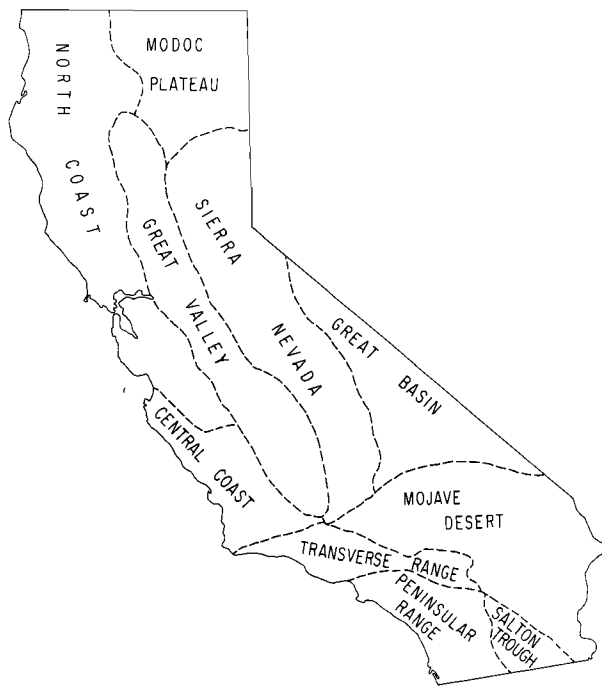 MODOC
PLATEAU
NORTH
COAST
SIERRA
NEVADA
GREAT
VALLEY
GREAT
BASIN
CENTRAL
COAST
MOJAVE
DESERT
TRANSVERSE RANGE
PENINSULAR
RANGE
SALTON
TROUGH